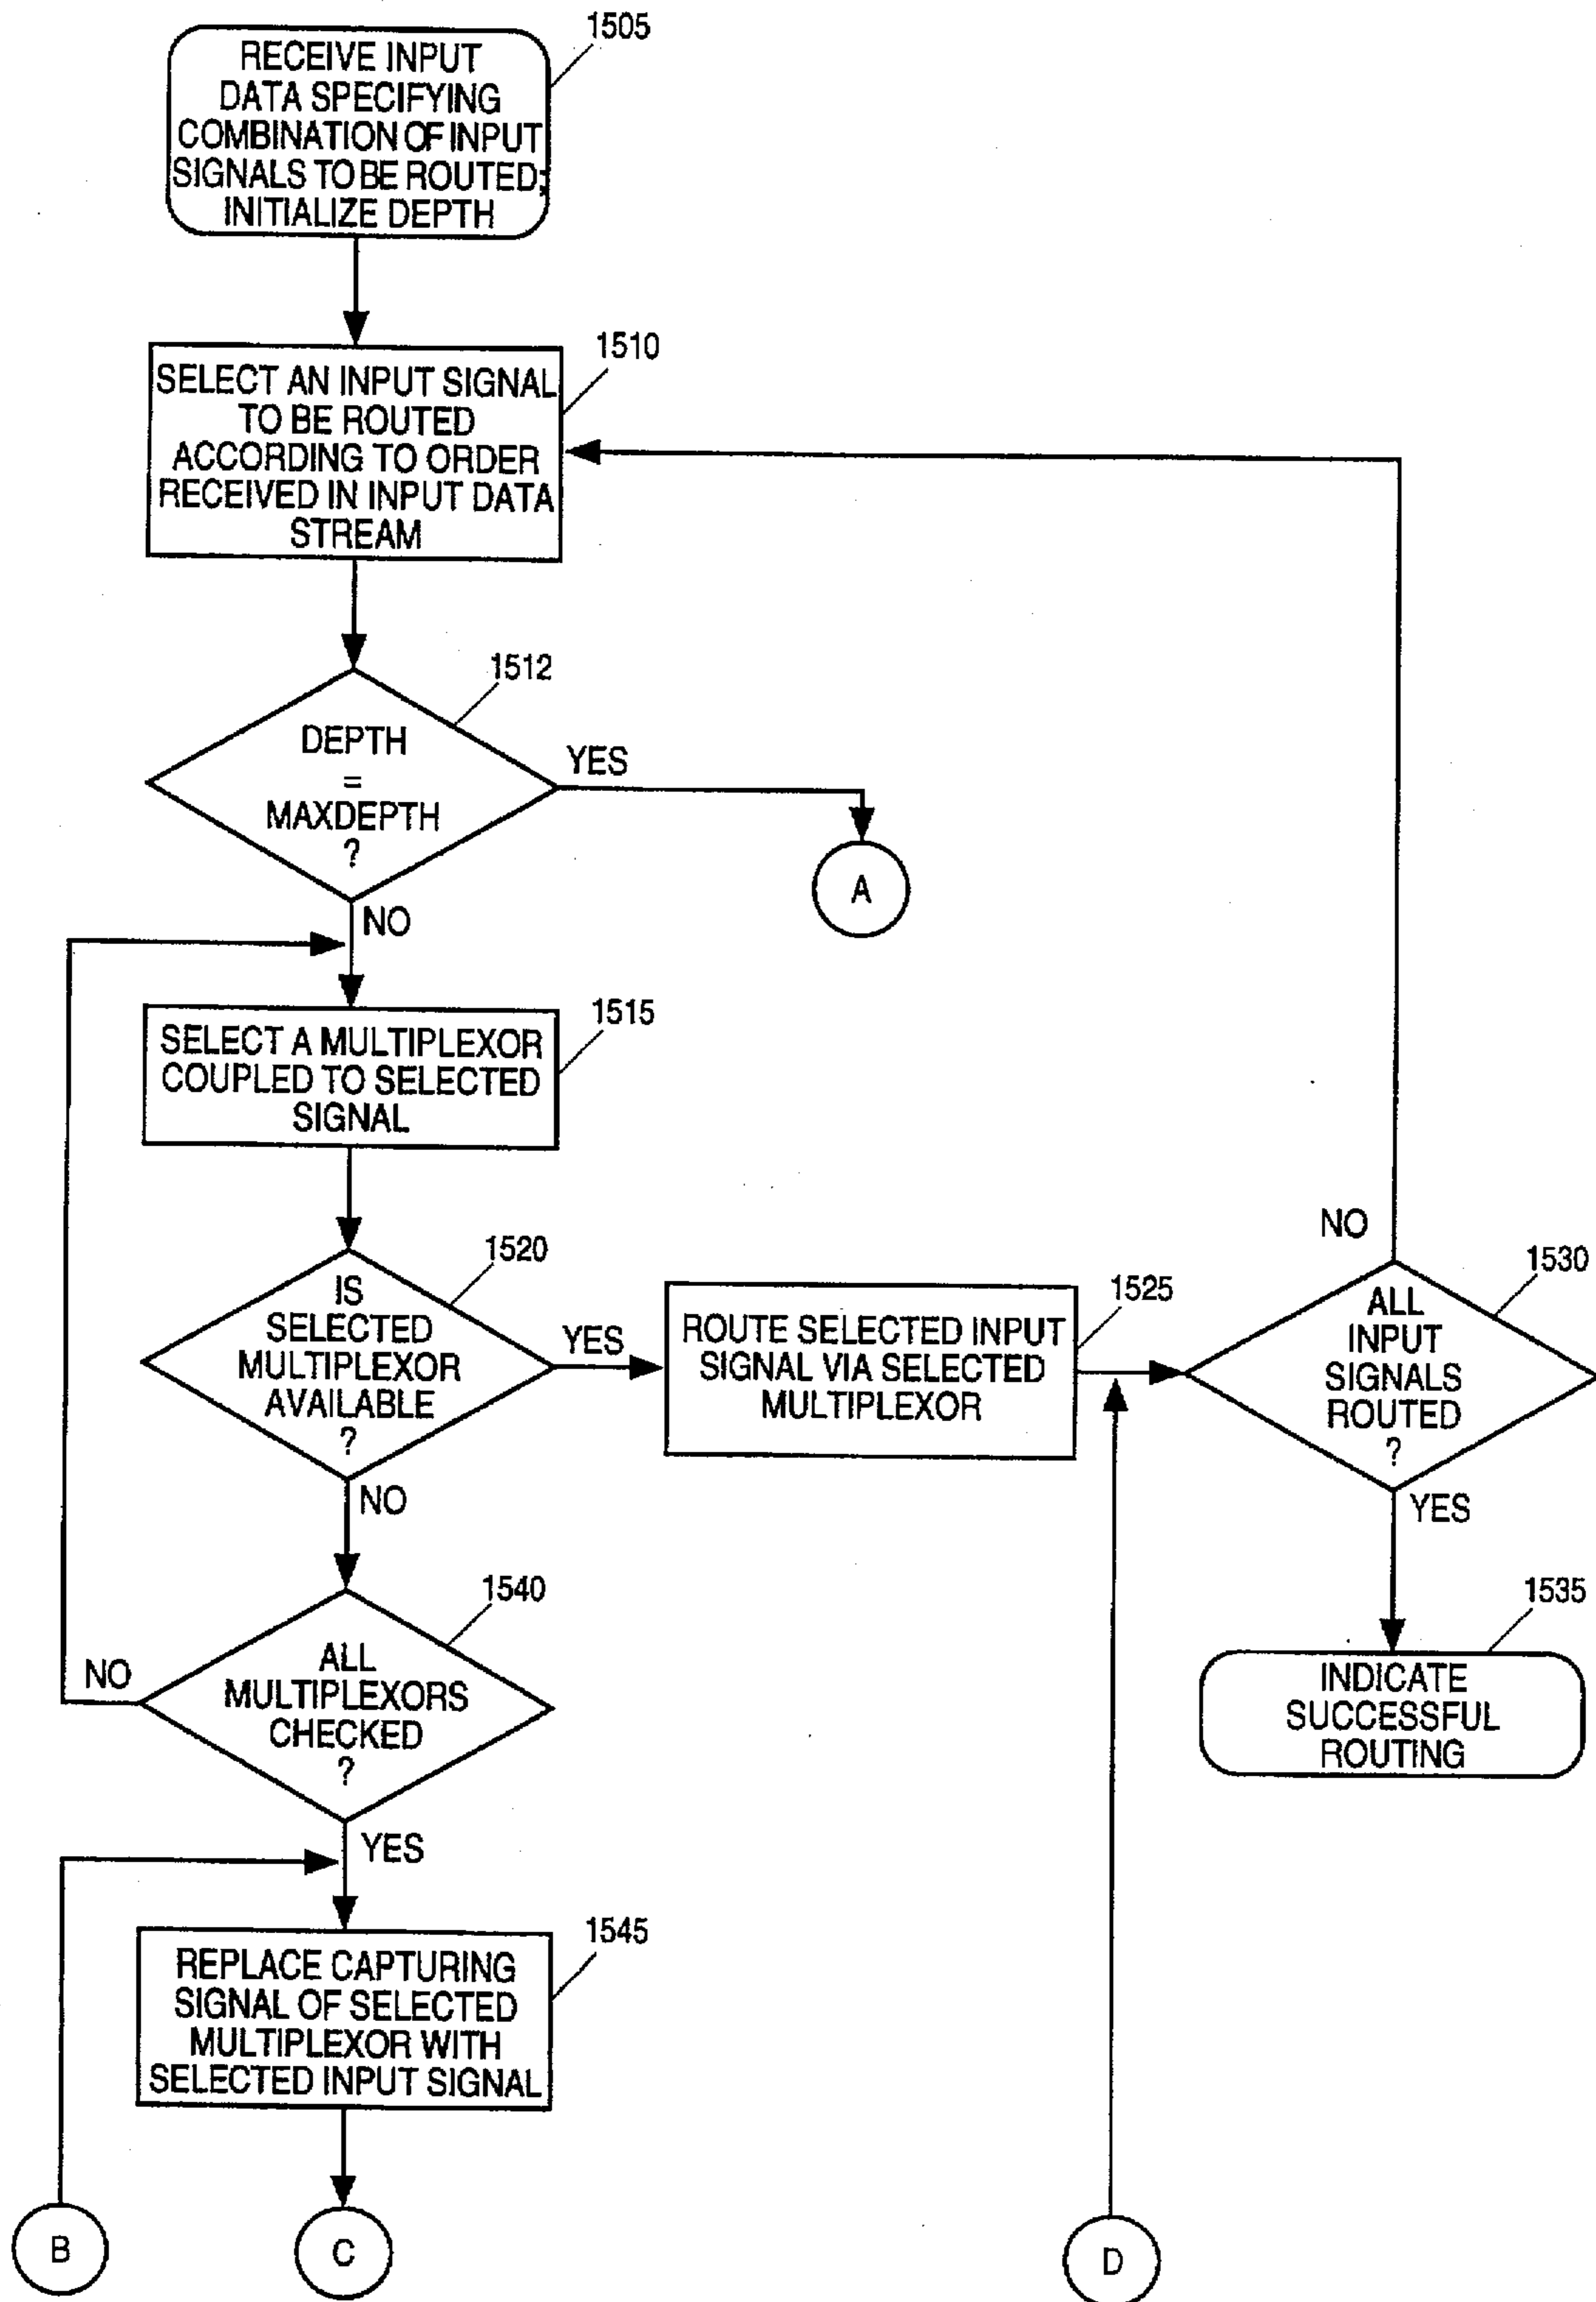 1505
RECEIVE INPUT
DATA SPECIFYING
COMBINATION OF INPUT
SIGNALS TO BE ROUTED;
INITIALIZE DEPTH
1510
SELECT AN INPUT SIGNAL
TO BE ROUTED
ACCORDING TO ORDER
RECEIVED IN INPUT DATA
STREAM
1512
DEPTH
=
MAXDEPTH
?
YES
A
NO
1515
SELECT A MULTIPLEXOR
COUPLED TO SELECTED
SIGNAL
1520
IS
SELECTED
MULTIPLEXOR
AVAILABLE
?
YES
1525
ROUTE SELECTED INPUT
SIGNAL VIA SELECTED
MULTIPLEXOR
NO
1530
ALL
INPUT
SIGNALS
ROUTED
?
YES
1535
INDICATE
SUCCESSFUL
ROUTING
NO
1540
ALL
MULTIPLEXORS
CHECKED
?
NO
YES
1545
REPLACE CAPTURING
SIGNAL OF SELECTED
MULTIPLEXOR WITH
SELECTED INPUT SIGNAL
B
C
D